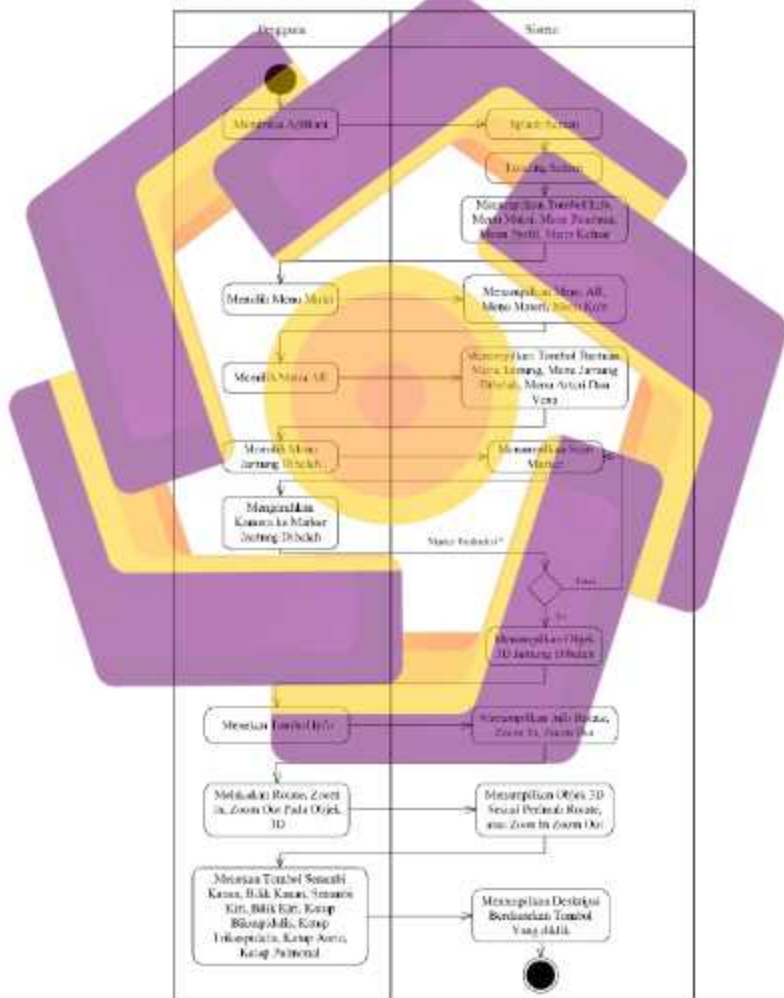 Pengguna
Sistem
Membuka Aplikasi
Splash Screen
Loading Screen
Menampilkan Tombol Info,
Menu Mulai, Menu Panduan,
Menu Profil, Menu Keluar
Memilih Menu Mulai
Menampilkan Menu AR,
Menu Materi, Menu Kuis
Memilih Menu AR
Menampilkan Tombol Bantuan
Menu Jantung, Menu Jantung
Dibelah, Menu Arteri Dan
Vena
Memilih Menu
Jantung Dibelah
Menampilkan Scan
Marker
Mengarahkan
Kamera ke Marker
Jantung Dibelah
Marker Terdeteksi?
Tidak
Ya
Menampilkan Objek
3D Jantung Dibelah
Menekan Tombol Info
Menampilkan Info Rotate,
Zoom In, Zoom Out
Melakukan Rotate, Zoom
In, Zoom Out Pada Objek
3D
Menampilkan Objek 3D
Sesuai Perintah Rotate,
atau Zoom In Zoom Out
Menekan Tombol Serambi
Kanan, Bilik Kanan, Serambi
Kiri, Bilik Kiri, Katup
Bikuspidalis, Katup
Trikuspidalis, Katup Aorta,
Katup Pulmonal
Menampilkan Deskripsi
Berdasarkan Tombol
Yang diklik